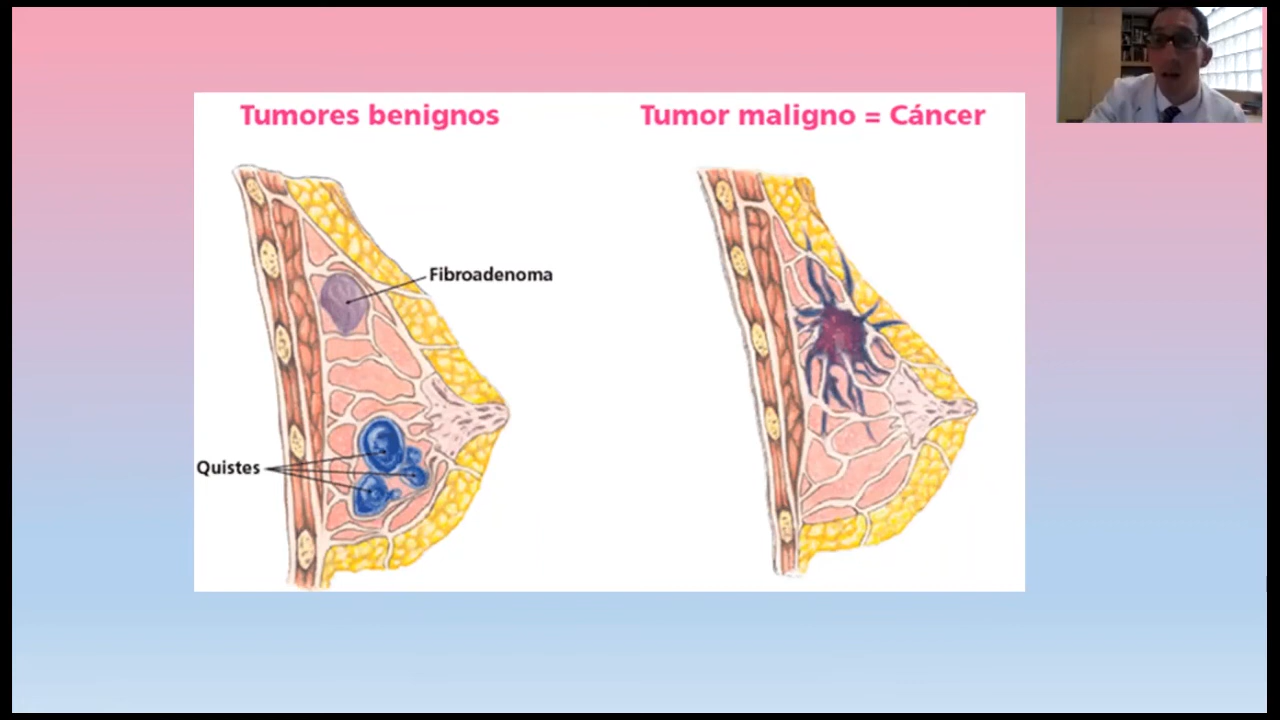 Tumores benignos
Tumor maligno = Cáncer
Fibroadenoma
Quistes